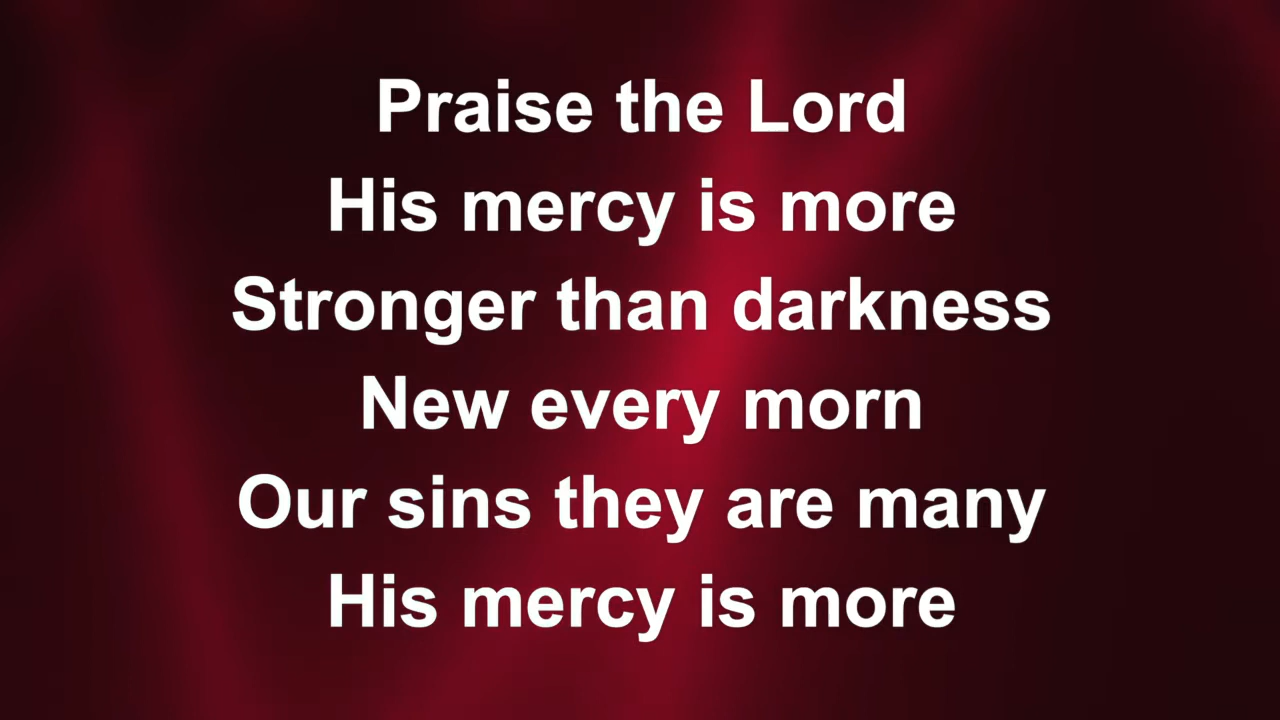 Praise the Lord
His mercy is more
Stronger than darkness
New every morn
Our sins they are many
His mercy is more